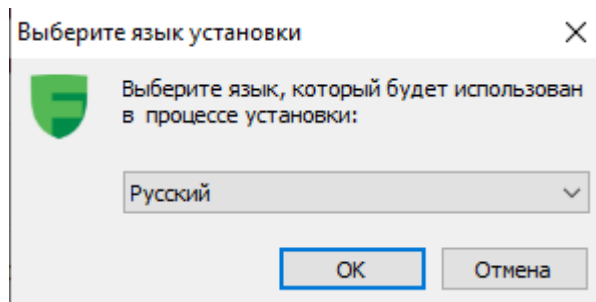 Выберите язык установки
Выберите язык, который будет использован
в процессе установки:
Русский
OK
Отмена